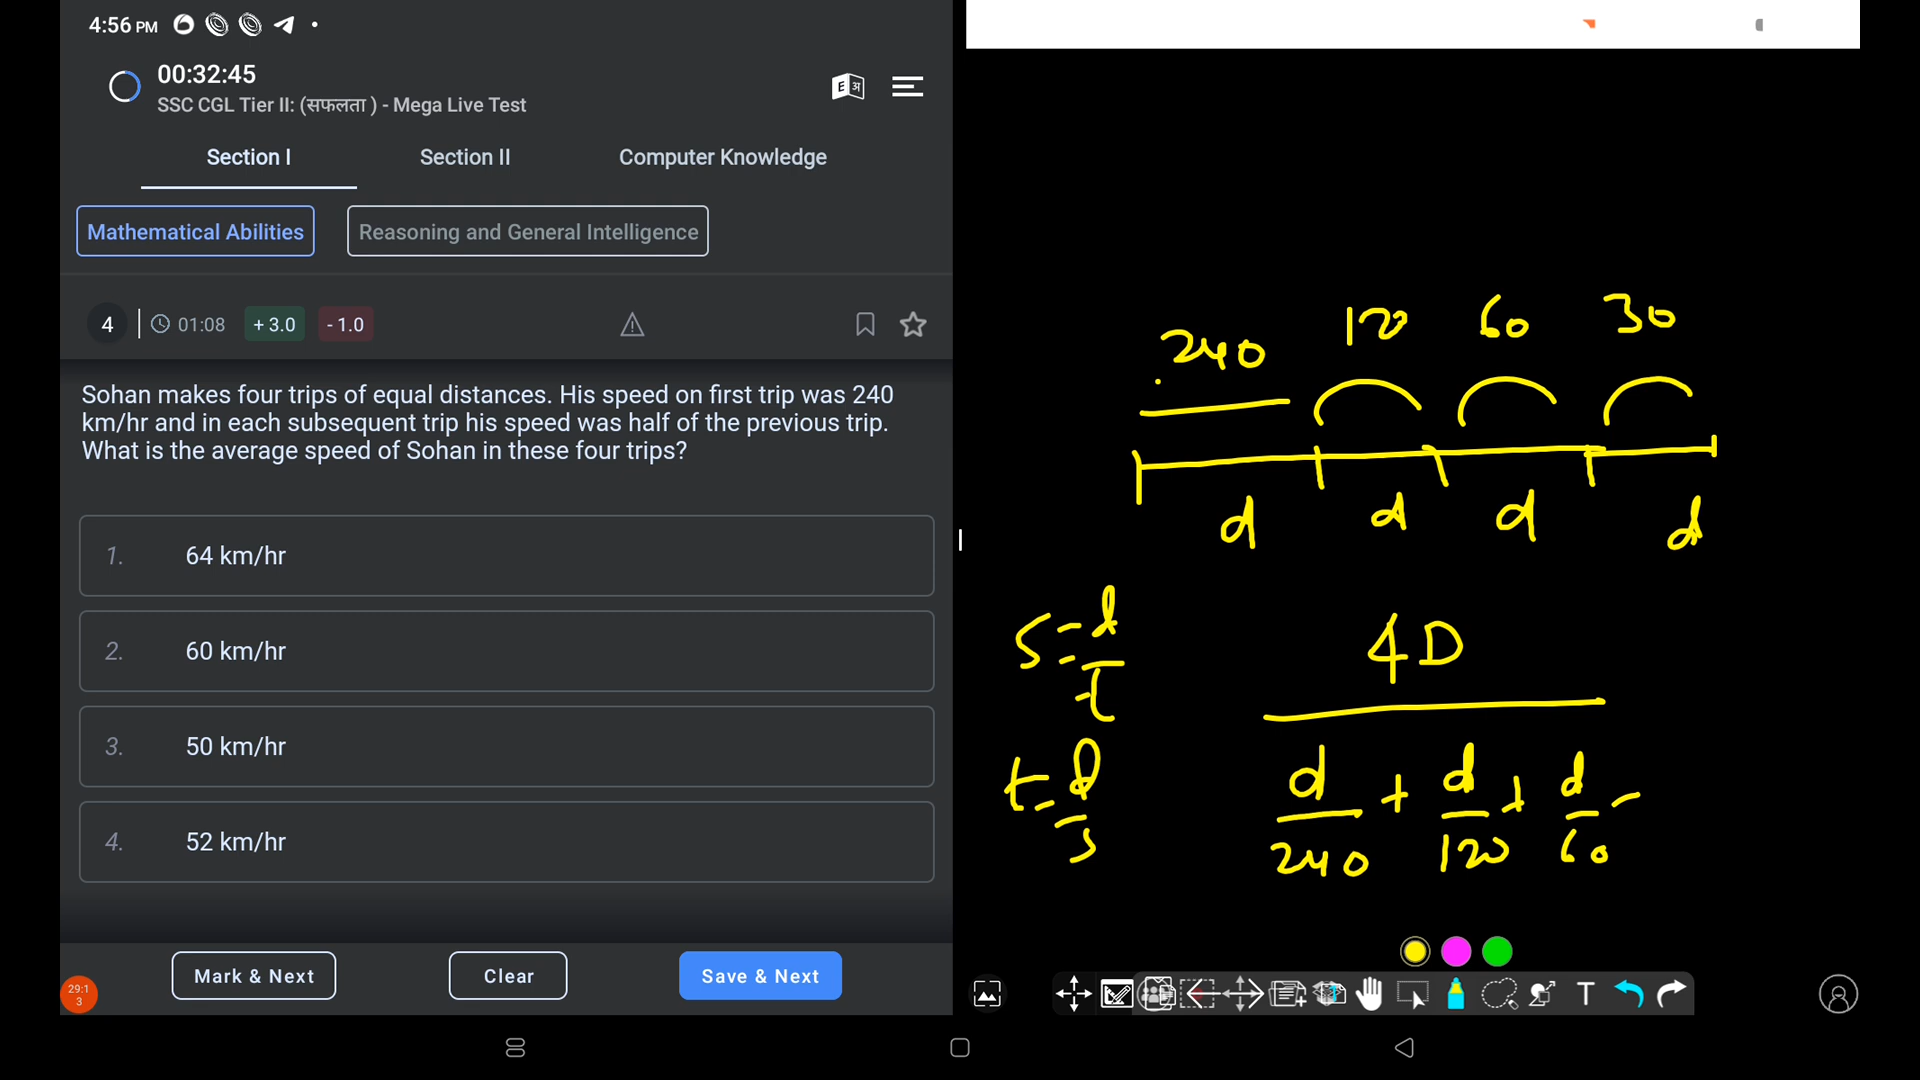 4:56 PM
00:32:45
SSC CGL Tier II: (सफलता ) - Mega Live Test
E अ
Section I
Section II
Computer Knowledge
Mathematical Abilities
Reasoning and General Intelligence
4
01:08
+ 3.0
- 1.0
Sohan makes four trips of equal distances. His speed on first trip was 240
km/hr and in each subsequent trip his speed was half of the previous trip.
What is the average speed of Sohan in these four trips?
1. 64 km/hr
2. 60 km/hr
3. 50 km/hr
4. 52 km/hr
Mark & Next
Clear
Save & Next
29:1
3
240 120 60 30
d d d d
S = d/t
4D
t = d/s
d/240 + d/120 + d/60 -
T